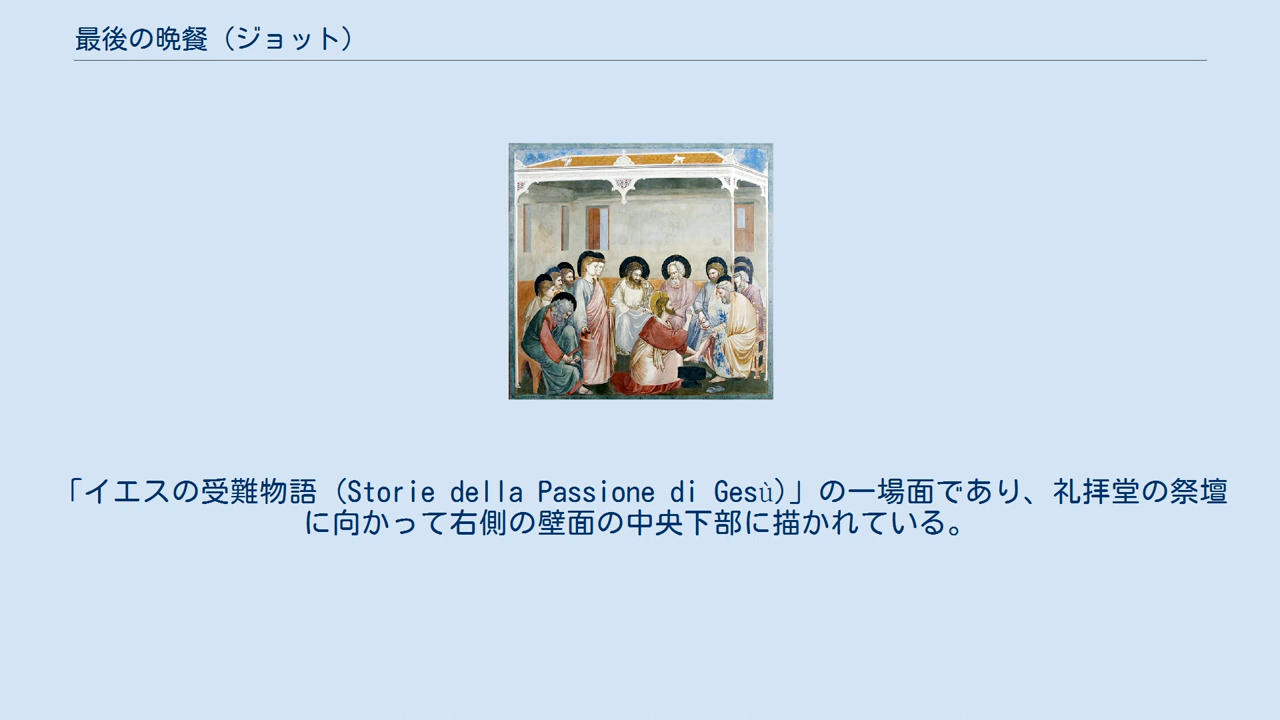 最後の晩餐（ジョット）
「イエスの受難物語（Storie della Passione di Gesù)」の一場面であり、礼拝堂の祭壇
に向かって右側の壁面の中央下部に描かれている。